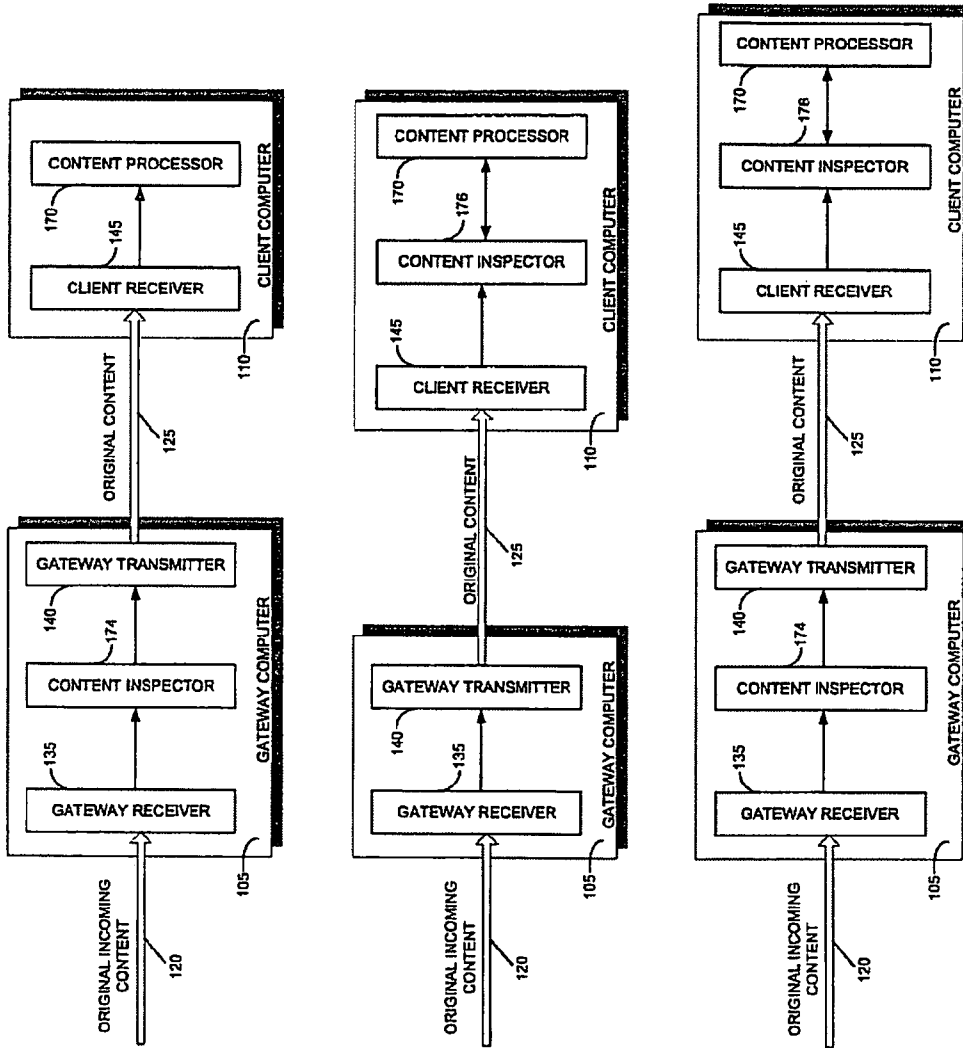 ORIGINAL INCOMING
CONTENT
120
105
GATEWAY RECEIVER
135
CONTENT INSPECTOR
174
GATEWAY TRANSMITTER
140
GATEWAY COMPUTER
ORIGINAL CONTENT
125
110
CLIENT RECEIVER
145
CONTENT PROCESSOR
170
CLIENT COMPUTER
ORIGINAL INCOMING
CONTENT
120
105
GATEWAY RECEIVER
135
GATEWAY TRANSMITTER
140
GATEWAY COMPUTER
ORIGINAL CONTENT
125
110
CLIENT RECEIVER
145
CONTENT INSPECTOR
176
CONTENT PROCESSOR
170
CLIENT COMPUTER
ORIGINAL INCOMING
CONTENT
120
105
GATEWAY RECEIVER
135
CONTENT INSPECTOR
174
GATEWAY TRANSMITTER
140
GATEWAY COMPUTER
ORIGINAL CONTENT
125
110
CLIENT RECEIVER
145
CONTENT INSPECTOR
176
CONTENT PROCESSOR
170
CLIENT COMPUTER